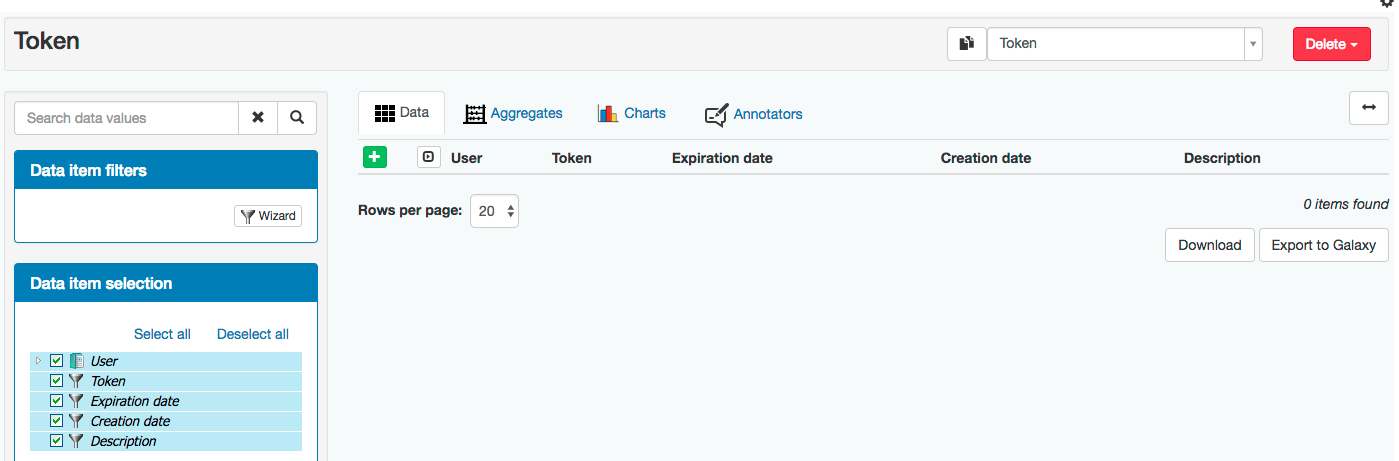 Token
Token
Delete
Search data values
Data item filters
Wizard
Data item selection
Select all Deselect all
User
Token
Expiration date
Creation date
Description
Data Aggregates Charts Annotators
User Token Expiration date Creation date Description
Rows per page: 20
0 items found
Download Export to Galaxy